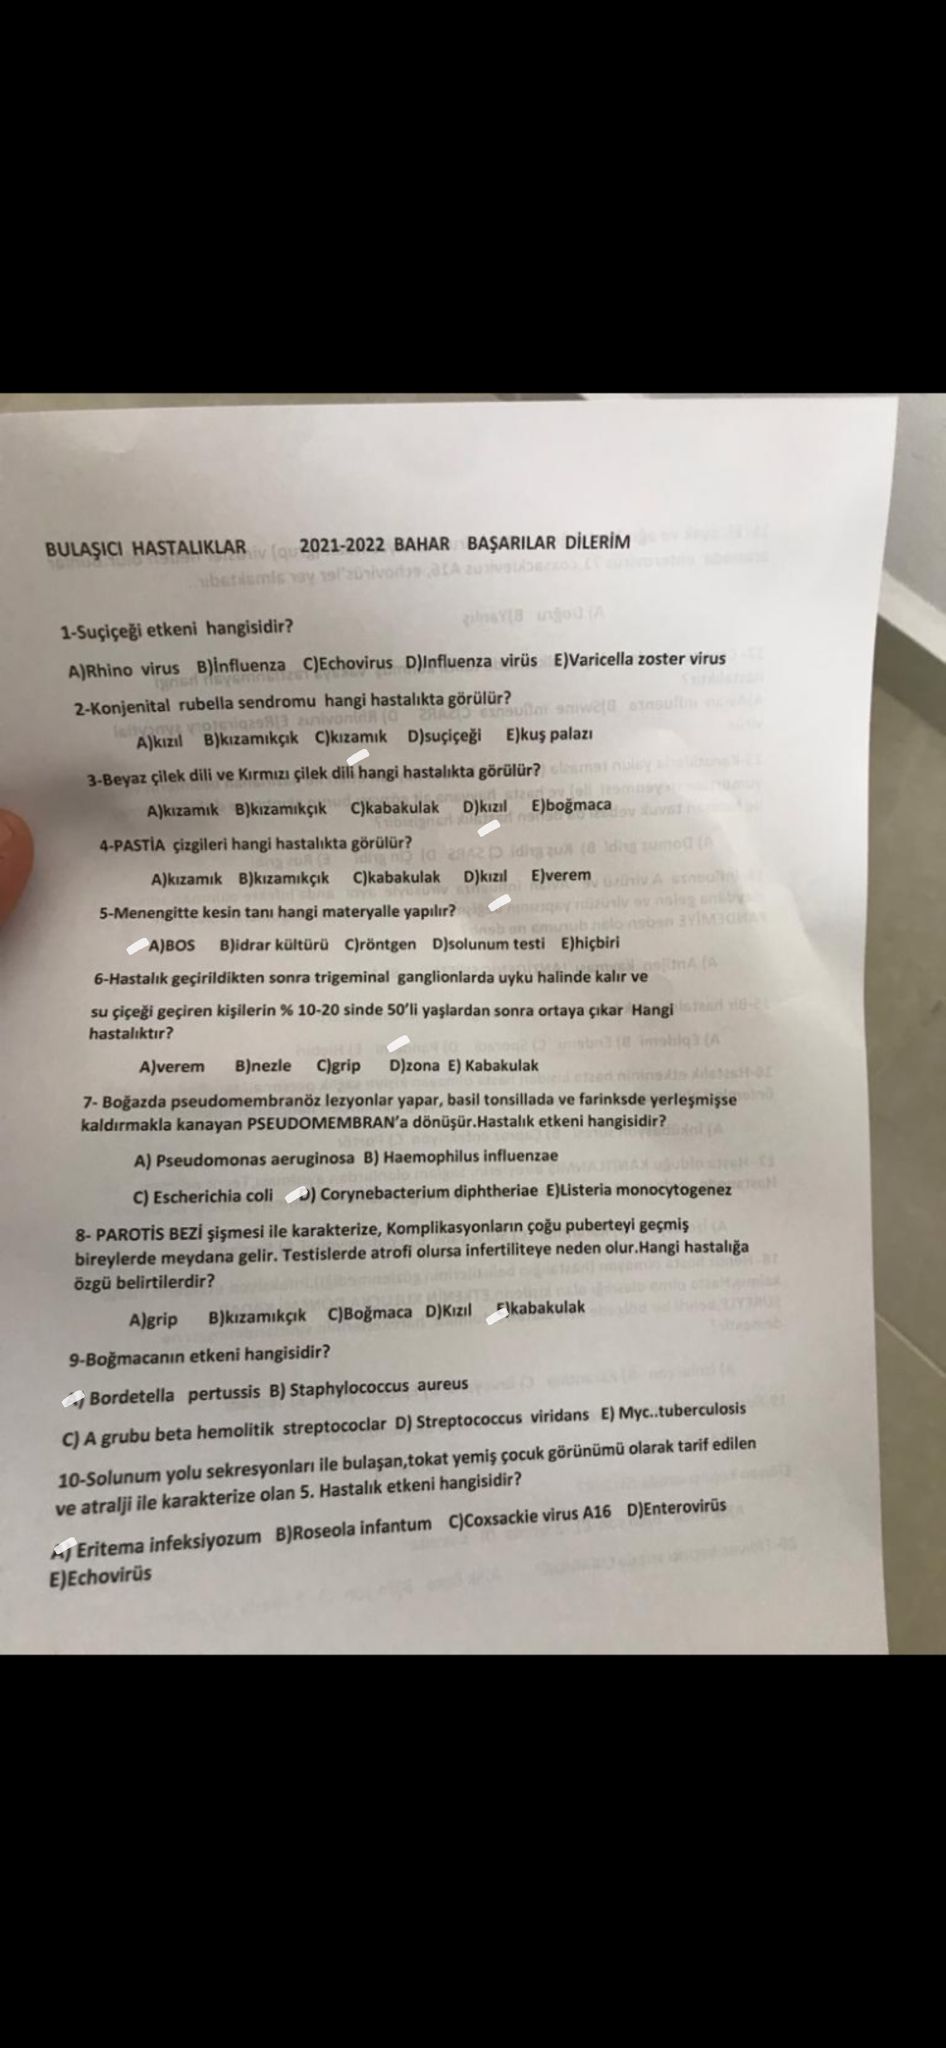 BULAŞICI HASTALIKLAR 2021-2022 BAHAR BAŞARILAR DİLERİM
1-Suçiçeği etkeni hangisidir?
A)Rhino virus B)İnfluenza C)Echovirus D)Influenza virüs E)Varicella zoster virus
2-Konjenital rubella sendromu hangi hastalıkta görülür?
A)kızıl B)kızamıkçık C)kızamık D)suçiçeği E)kuş palazı
3-Beyaz çilek dili ve Kırmızı çilek dili hangi hastalıkta görülür?
A)kızamık B)kızamıkçık C)kabakulak D)kızıl E)boğmaca
4-PASTİA çizgileri hangi hastalıkta görülür?
A)kızamık B)kızamıkçık C)kabakulak D)kızıl E)verem
5-Menengitte kesin tanı hangi materyalle yapılır?
A)BOS B)idrar kültürü C)röntgen D)solunum testi E)hiçbiri
6-Hastalık geçirildikten sonra trigeminal ganglionlarda uyku halinde kalır ve
su çiçeği geçiren kişilerin % 10-20 sinde 50'li yaşlardan sonra ortaya çıkar Hangi
hastalıktır?
A)verem B)nezle C)grip D)zona E) Kabakulak
7- Boğazda pseudomembranöz lezyonlar yapar, basil tonsillada ve farinksde yerleşmişse
kaldırmakla kanayan PSEUDOMEMBRAN'a dönüşür.Hastalık etkeni hangisidir?
A) Pseudomonas aeruginosa B) Haemophilus influenzae
C) Escherichia coli D) Corynebacterium diphtheriae E)Listeria monocytogenez
8- PAROTİS BEZİ şişmesi ile karakterize, Komplikasyonların çoğu puberteyi geçmiş
bireylerde meydana gelir. Testislerde atrofi olursa infertiliteye neden olur.Hangi hastalığa
özgü belirtilerdir?
A)grip B)kızamıkçık C)Boğmaca D)Kızıl E)kabakulak
9-Boğmacanın etkeni hangisidir?
A) Bordetella pertussis B) Staphylococcus aureus
C) A grubu beta hemolitik streptococlar D) Streptococcus viridans E) Myc..tuberculosis
10-Solunum yolu sekresyonları ile bulaşan,tokat yemiş çocuk görünümü olarak tarif edilen
ve atralji ile karakterize olan 5. Hastalık etkeni hangisidir?
A) Eritema infeksiyozum B)Roseola infantum C)Coxsackie virus A16 D)Enterovirüs
E)Echovirüs